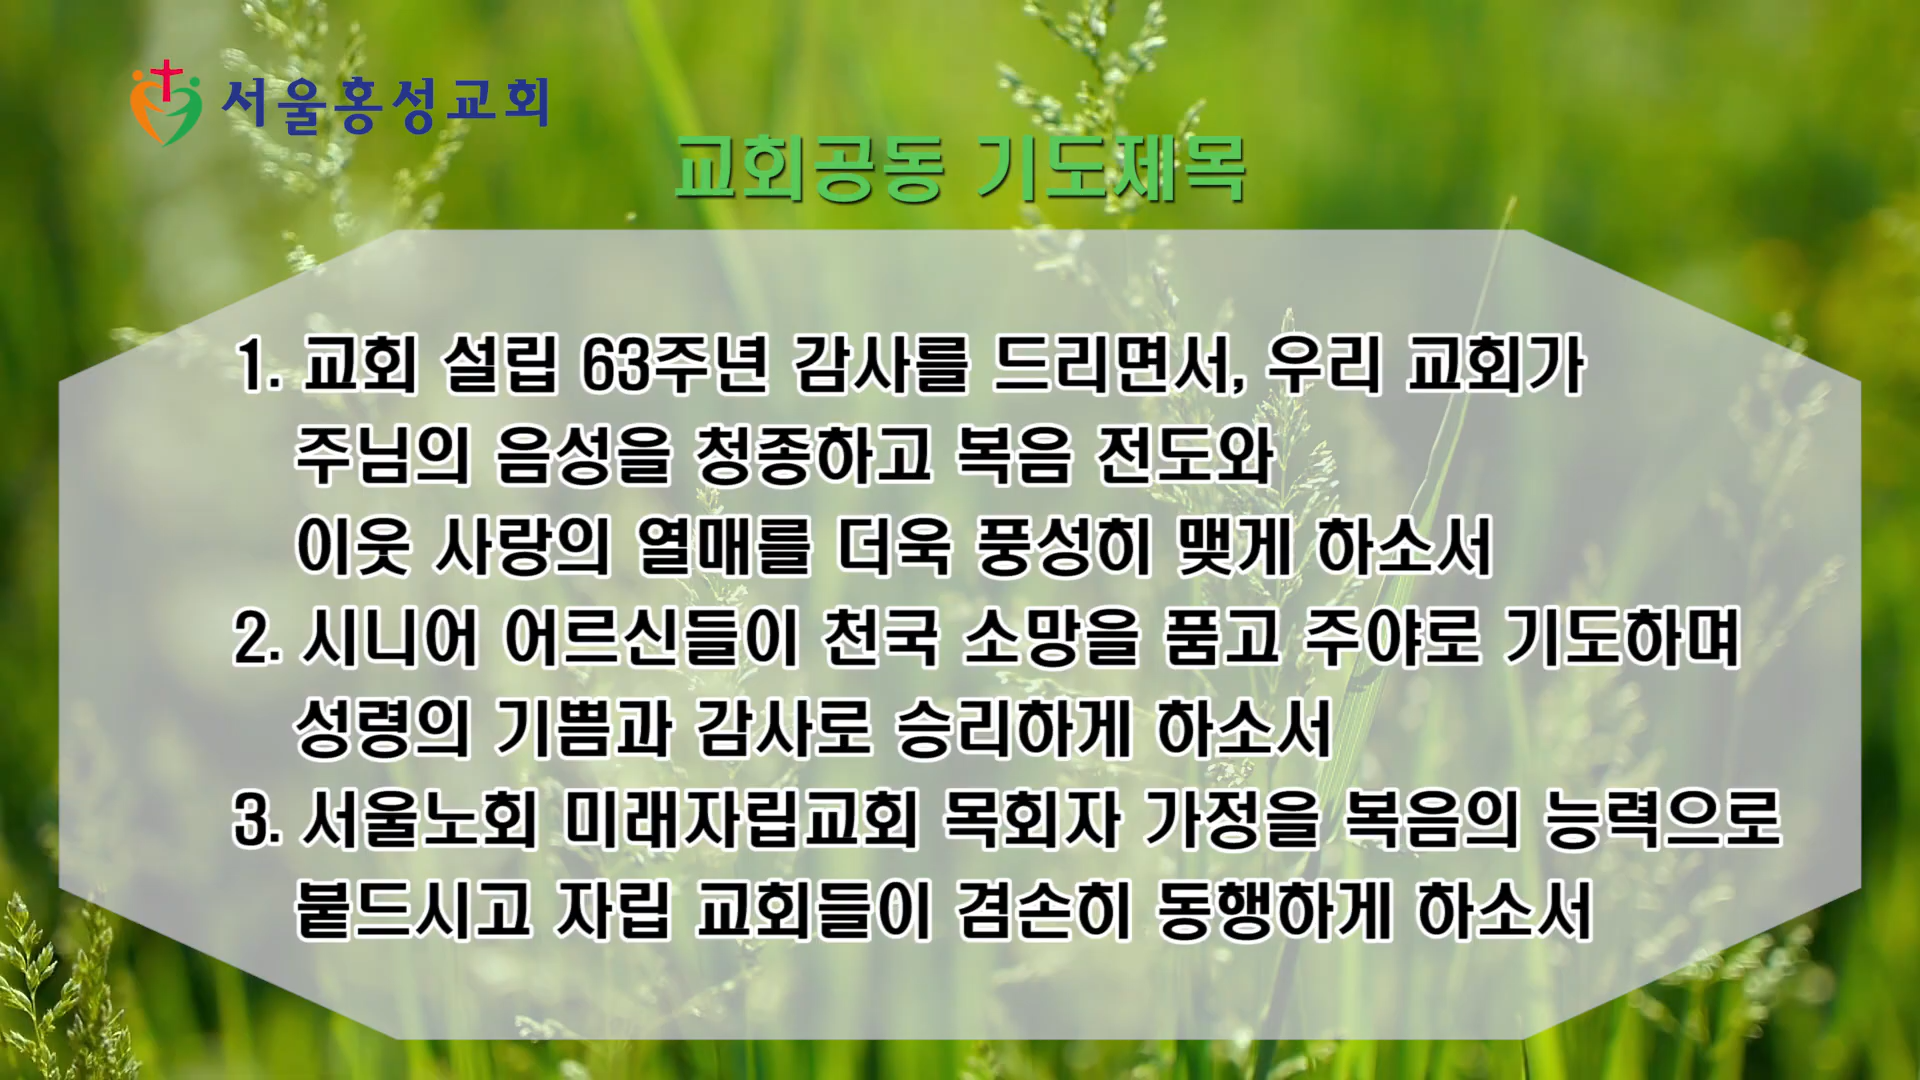 서울홍성교회
교회공동 기도제목
1. 교회 설립 63주년 감사를 드리면서, 우리 교회가
주님의 음성을 청종하고 복음 전도와
이웃 사랑의 열매를 더욱 풍성히 맺게 하소서
2. 시니어 어르신들이 천국 소망을 품고 주야로 기도하며
성령의 기쁨과 감사로 승리하게 하소서
3. 서울노회 미래자립교회 목회자 가정을 복음의 능력으로
붙드시고 자립 교회들이 겸손히 동행하게 하소서